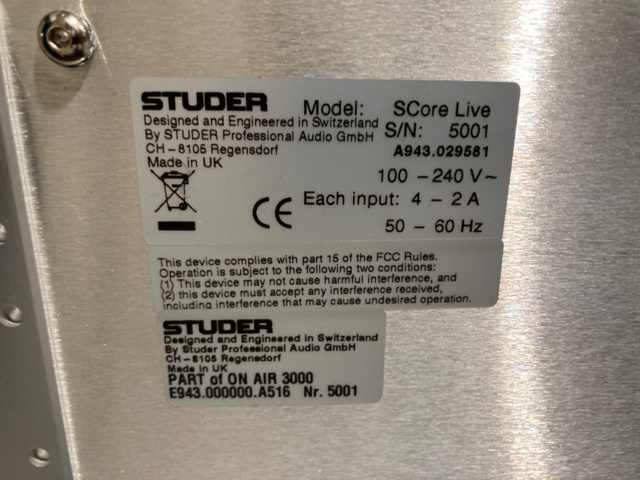 STUDER
Designed and Engineered in Switzerland
By STUDER Professional Audio GmbH
CH – 8105 Regensdorf
Made in UK
Model: SCore Live
S/N: 5001
A943.029581
100 – 240 V~
Each input: 4 – 2 A
50 – 60 Hz
CE
This device complies with part 15 of the FCC Rules.
Operation is subject to the following two conditions:
(1) This device may not cause harmful interference, and
(2) this device must accept any interference received,
including interference that may cause undesired operation.
STUDER
Designed and Engineered in Switzerland
By Studer Professional Audio GmbH
CH – 8105 Regensdorf
Made in UK
PART of ON AIR 3000
E943.000000.A516 Nr. 5001